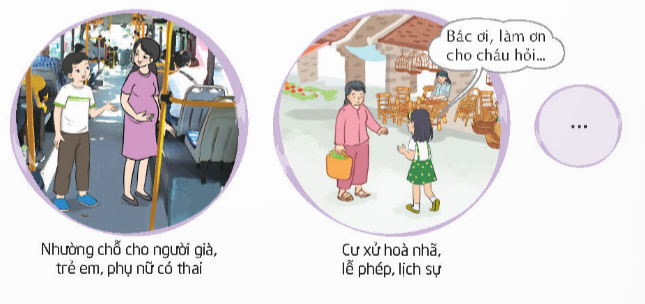 Bác ơi, làm ơn
cho cháu hỏi...
...
Nhường chỗ cho người già,
trẻ em, phụ nữ có thai
Cư xử hoà nhã,
lễ phép, lịch sự